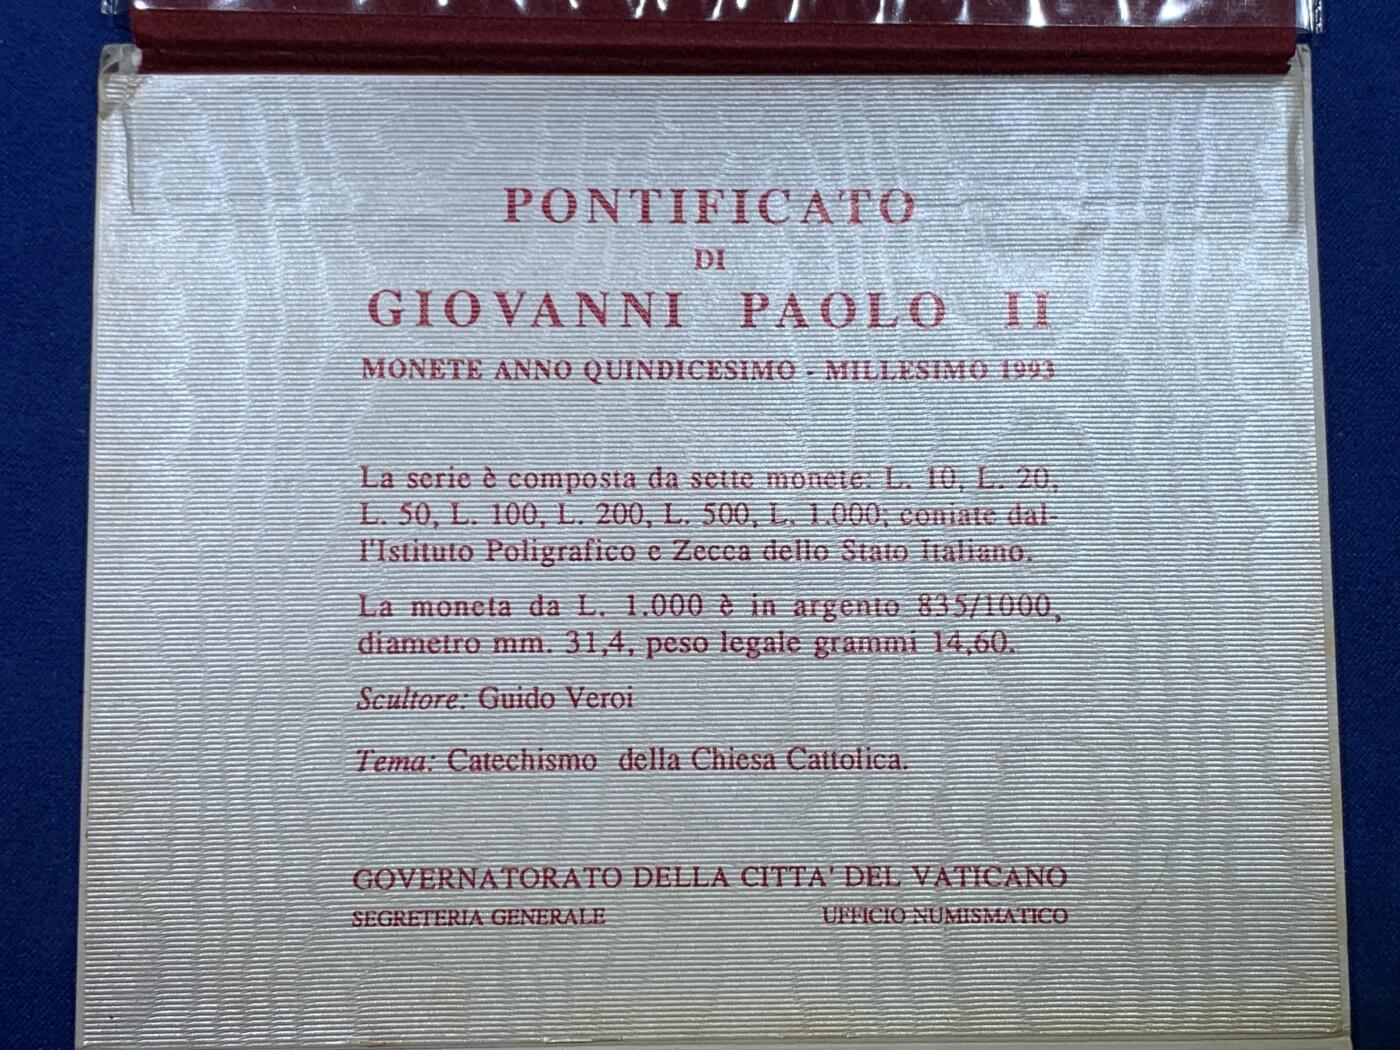 PONTIFICATO
DI
GIOVANNI PAOLO II
MONETE ANNO QUINDICESIMO - MILLESIMO 1993
La serie è composta da sette monete: L. 10, L. 20,
L. 50, L. 100, L. 200, L. 500, L. 1.000; coniate dal-
l'Istituto Poligrafico e Zecca dello Stato Italiano.
La moneta da L. 1.000 è in argento 835/1000,
diametro mm. 31,4, peso legale grammi 14,60.
Scultore: Guido Veroi
Tema: Catechismo della Chiesa Cattolica.
GOVERNATORATO DELLA CITTA' DEL VATICANO
SEGRETERIA GENERALE UFFICIO NUMISMATICO